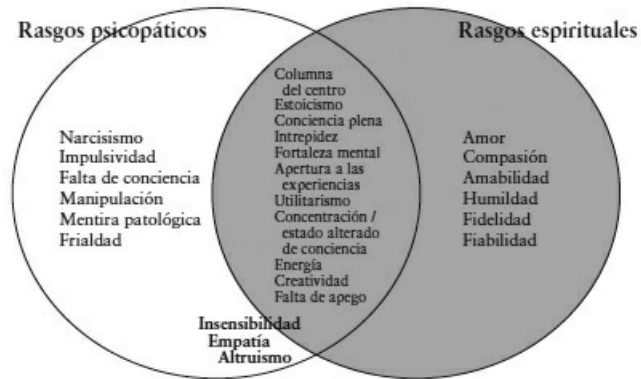 Rasgos psicopáticos
Rasgos espirituales
Narcisismo
Impulsividad
Falta de conciencia
Manipulación
Mentira patológica
Frialdad
Columna
del centro
Estoicismo
Conciencia plena
Intrepidez
Fortaleza mental
Apertura a las
experiencias
Utilitarismo
Concentración /
estado alterado
de conciencia
Energía
Creatividad
Falta de apego
Amor
Compasión
Amabilidad
Humildad
Fidelidad
Fiabilidad
Insensibilidad
Empatía
Altruismo